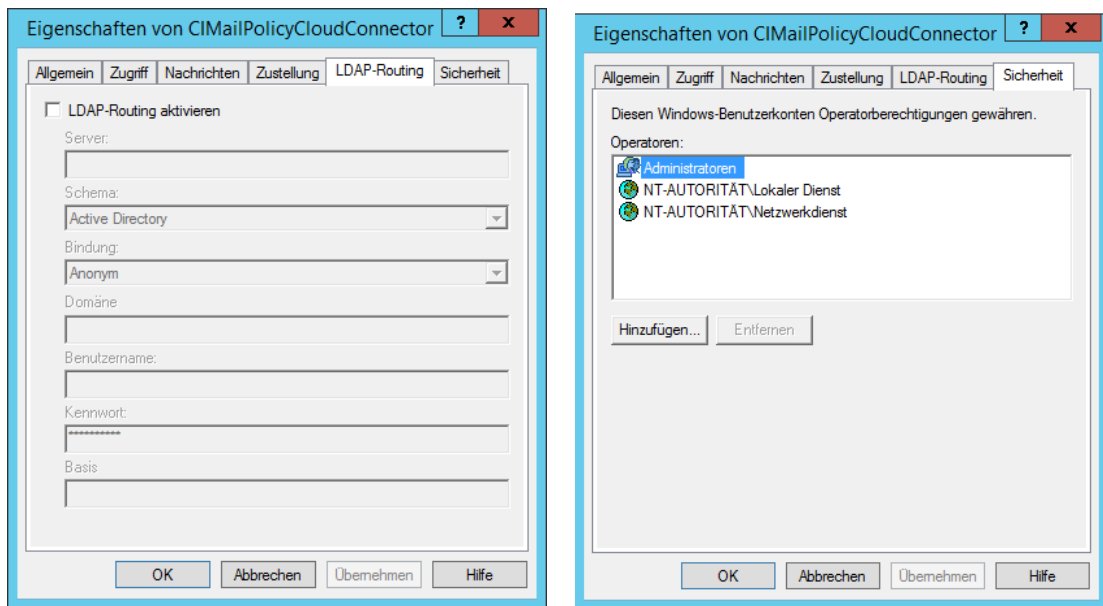 Eigenschaften von CIMailPolicyCloudConnector ? x
Allgemein Zugriff Nachrichten Zustellung LDAP-Routing Sicherheit
LDAP-Routing aktivieren
Server:
Schema:
Active Directory
Bindung:
Anonym
Domäne
Benutzername:
Kennwort:
**********
Basis
OK Abbrechen Übernehmen Hilfe
Eigenschaften von CIMailPolicyCloudConnector ? x
Allgemein Zugriff Nachrichten Zustellung LDAP-Routing Sicherheit
Diesen Windows-Benutzerkonten Operatorberechtigungen gewähren.
Operatoren:
Administratoren
NT-AUTORITÄT\Lokaler Dienst
NT-AUTORITÄT\Netzwerkdienst
Hinzufügen... Entfernen
OK Abbrechen Übernehmen Hilfe